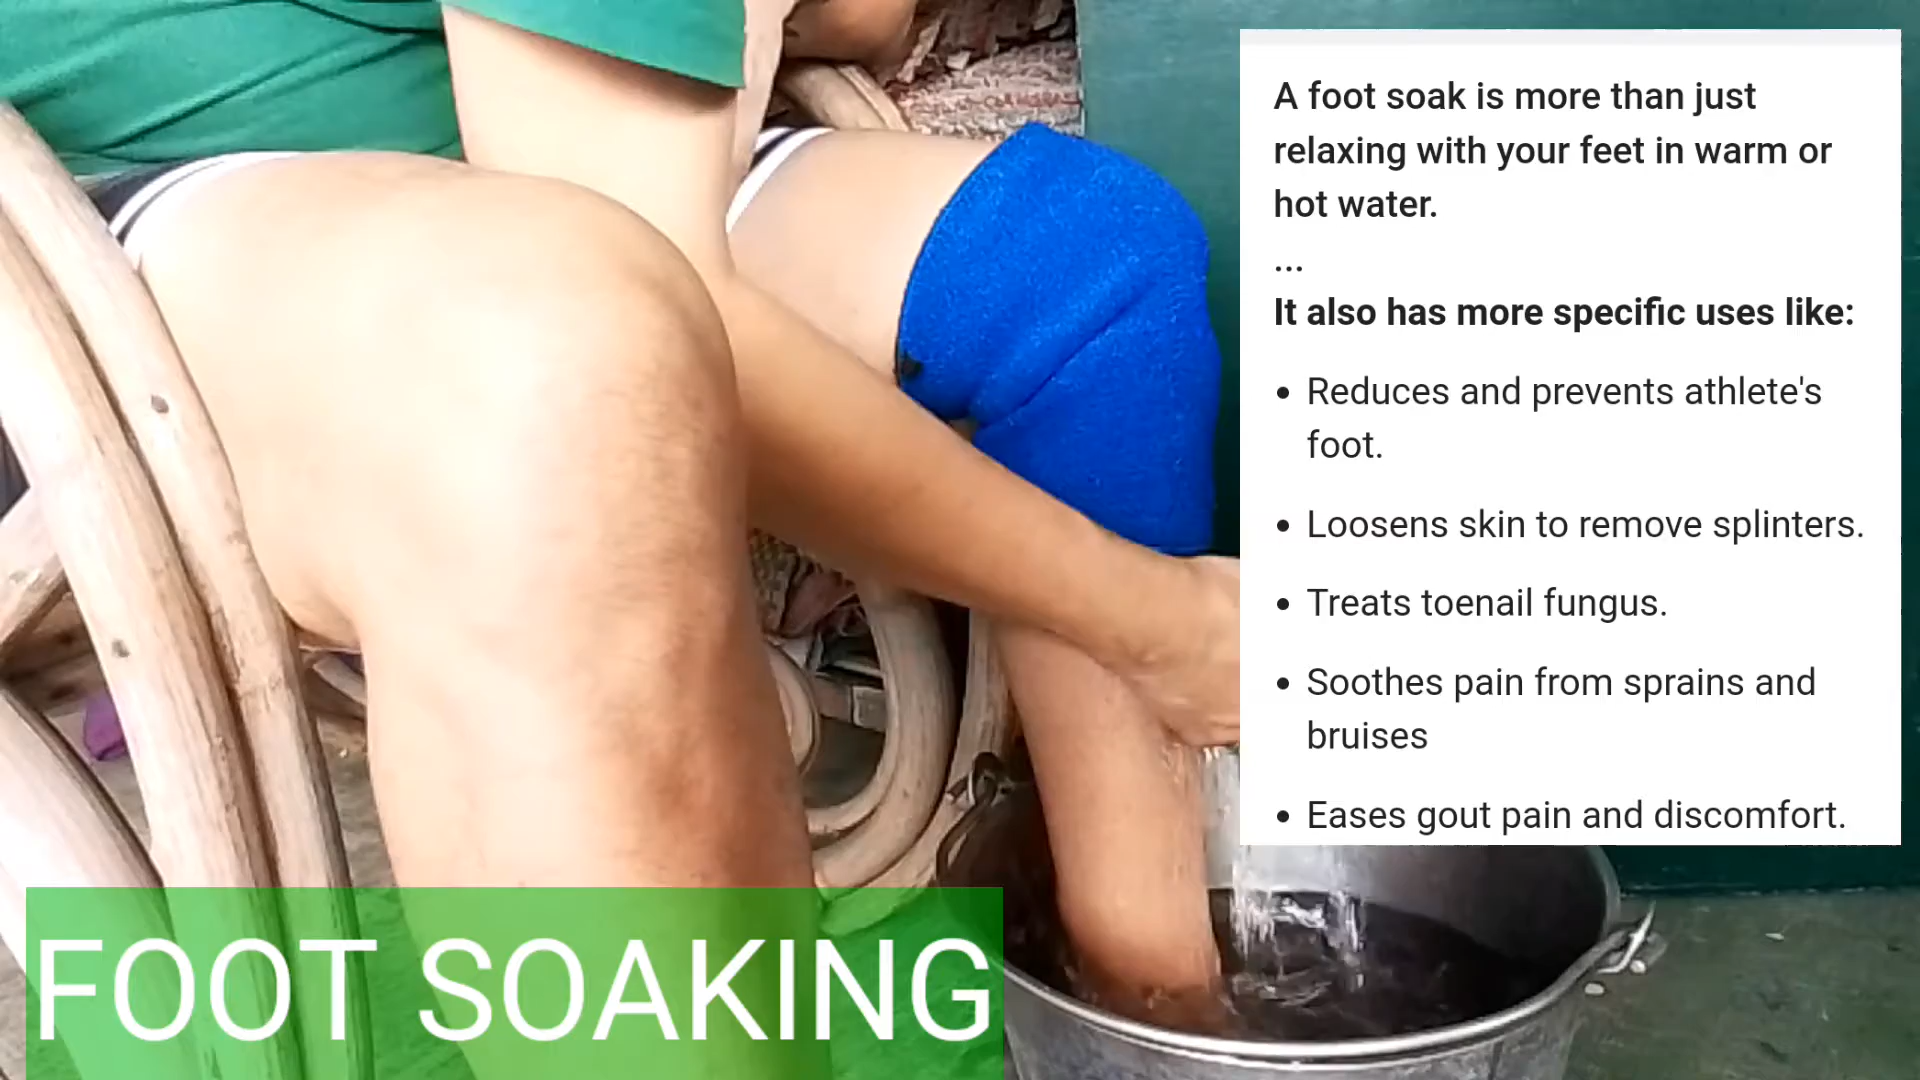 A foot soak is more than just
relaxing with your feet in warm or
hot water.
...
It also has more specific uses like:
• Reduces and prevents athlete's
foot.
• Loosens skin to remove splinters.
• Treats toenail fungus.
• Soothes pain from sprains and
bruises
• Eases gout pain and discomfort.
FOOT SOAKING